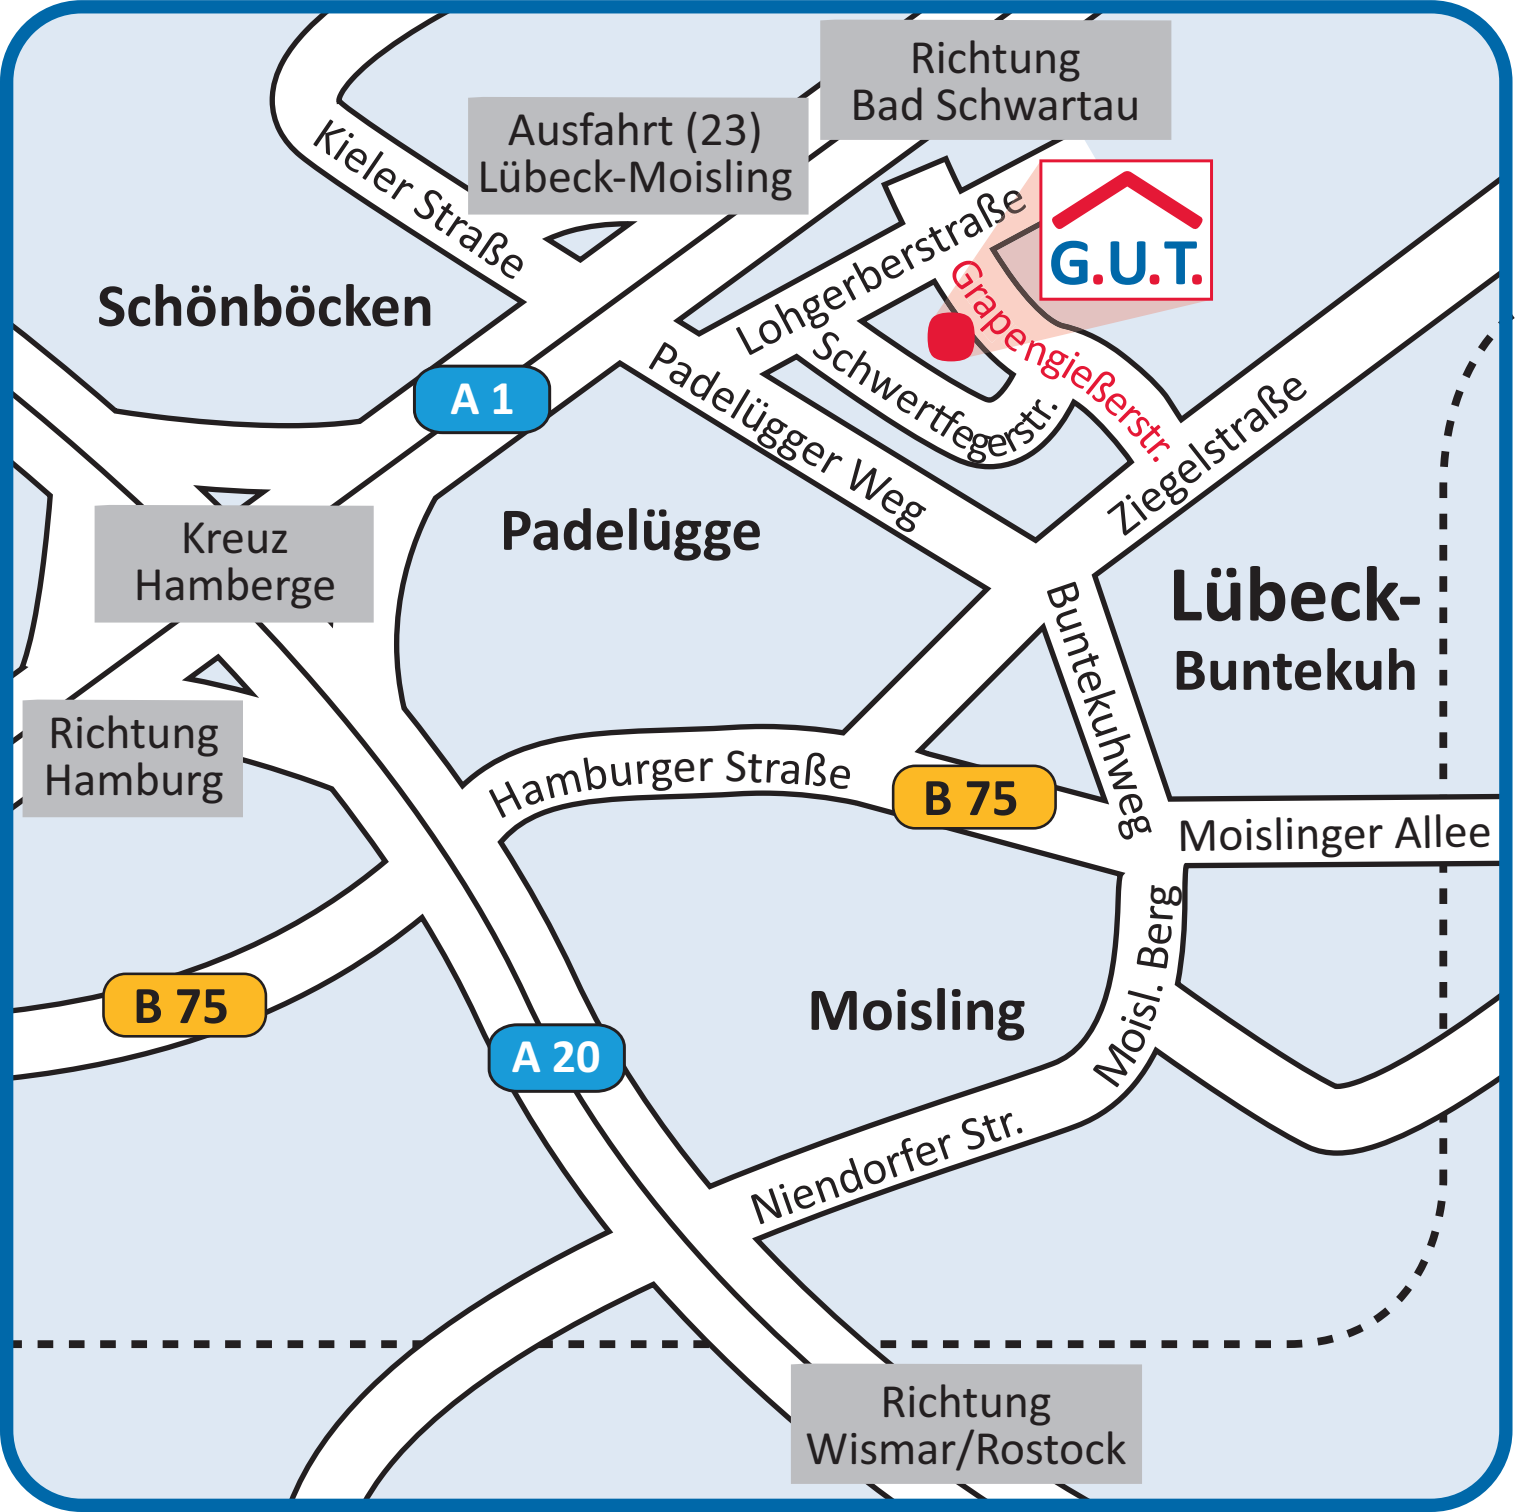 Richtung
Bad Schwartau
Ausfahrt (23)
Lübeck-Moisling
Kieler Straße
G.U.T.
Lohgerberstraße
Grapengießerstr.
Schönböcken
Schwertfegerstr.
A 1
Padelügger Weg
Ziegelstraße
Padelügge
Kreuz
Hamberge
Lübeck-
Buntekuh
Buntekuhweg
Richtung
Hamburg
Hamburger Straße
B 75
Moislinger Allee
Moisl. Berg
B 75
Moisling
A 20
Niendorfer Str.
Richtung
Wismar/Rostock